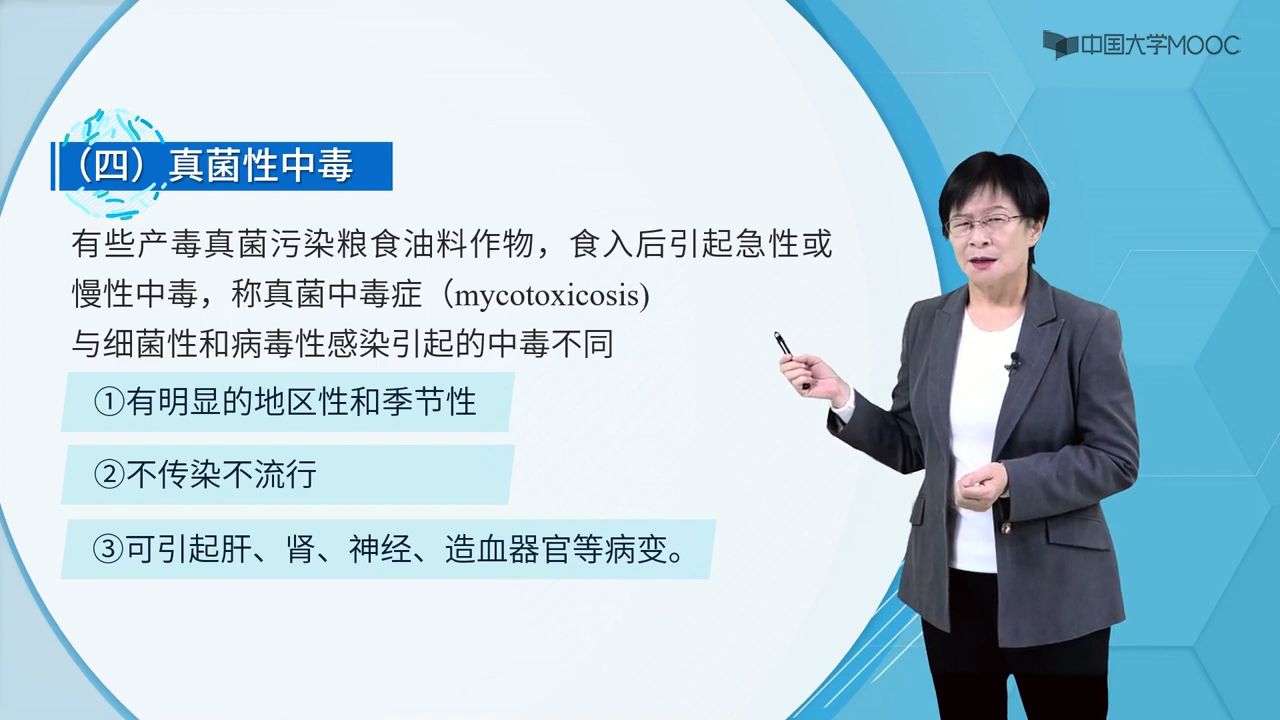 中国大学MOOC
（四）真菌性中毒
有些产毒真菌污染粮食油料作物，食入后引起急性或
慢性中毒，称真菌中毒症（mycotoxicosis)
与细菌性和病毒性感染引起的中毒不同
①有明显的地区性和季节性
②不传染不流行
③可引起肝、肾、神经、造血器官等病变。